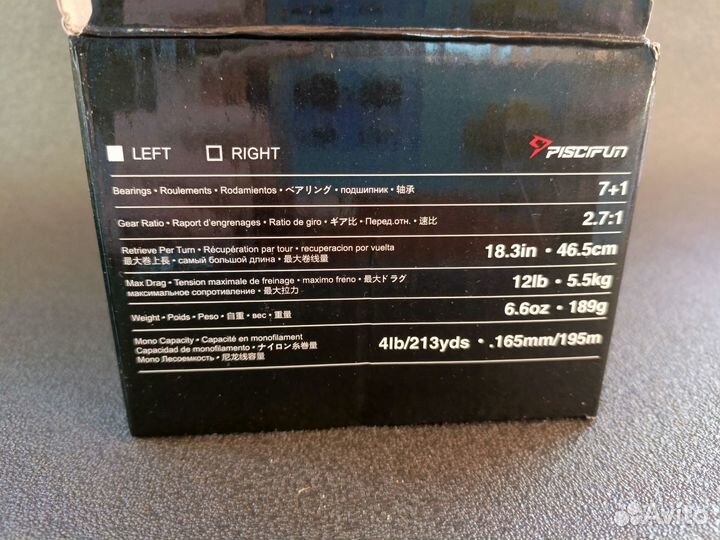 LEFT RIGHT PISCIFUN
Bearings • Roulements • Rodamientos • ベアリング • подшипник • 轴承 7+1
Gear Ratio • Raport d'engrenages • Ratio de giro • ギア比 • Перед.отн. • 速比 2.7:1
Retrieve Per Turn • Récupération par tour • recuperacion por vuelta 18.3in • 46.5cm
最大巻上長 • самый большой длина • 最大卷线量
Max Drag • Tension maximale de freinage • maximo freno • 最大ドラグ 12lb • 5.5kg
максимальное сопротивление • 最大拉力
Weight • Poids • Peso • 自重 • вес • 重量 6.6oz • 189g
Mono Capacity • Capacité en monofilament
Capacidad de monofilamento • ナイロン糸巻量 4lb/213yds • .165mm/195m
Mono Лесоемкость • 尼龙线容量
Avito